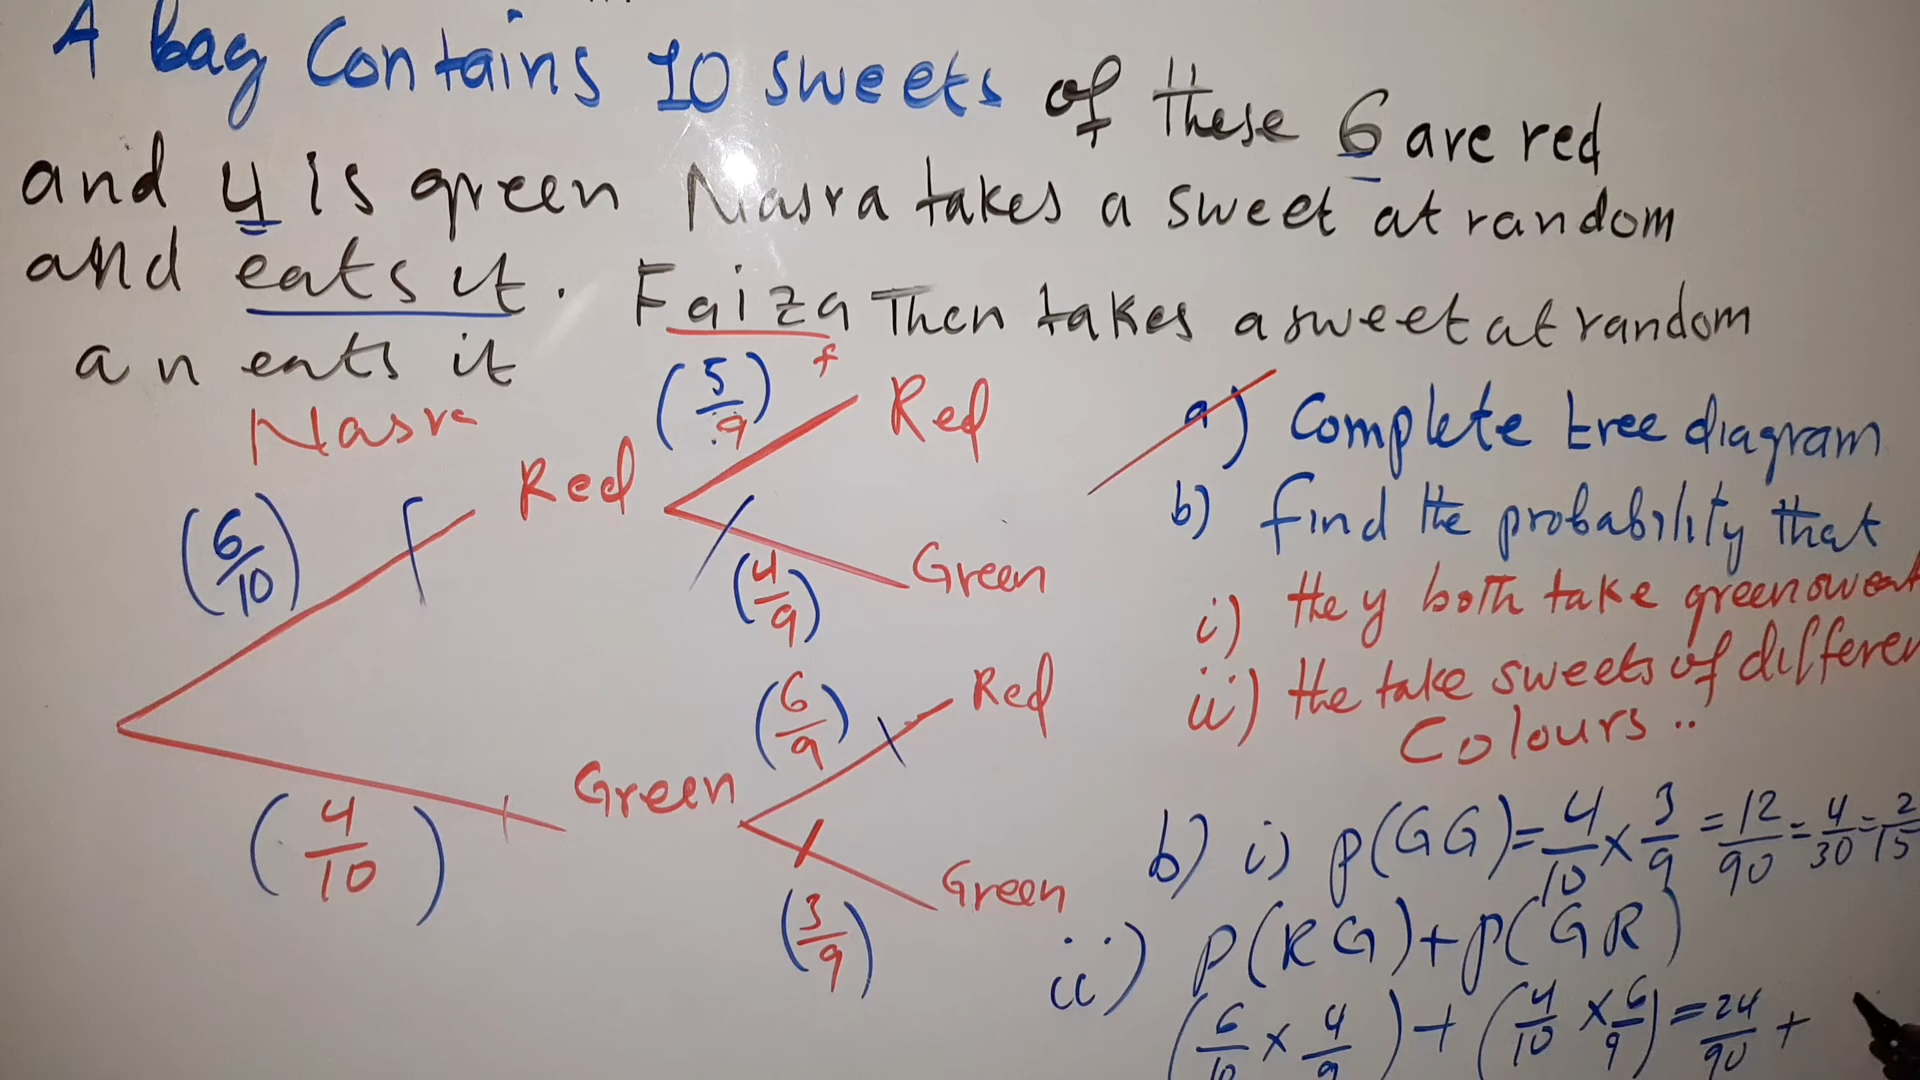 A bag Contains 10 sweets of these 6 are red
and 4 is green Nasra takes a sweet at random
and eats it. Faiza Then takes a sweet at random
an eats it
Nasra
f
(5/9)
Red
Red
(6/10)
(4/9)
Green
(6/9)
Red
Green
(4/10)
(3/9)
Green
a) Complete tree diagram
b) find the probability that
i) they both take green sweet
ii) the take sweets of differen
Colours ..
b) i) p(GG)= 4/10 × 3/9 = 12/90 = 4/30 = 2/15
ii) P(RG)+p(GR)
(6/10 × 4/9) + (4/10 × 6/9) = 24/90 +